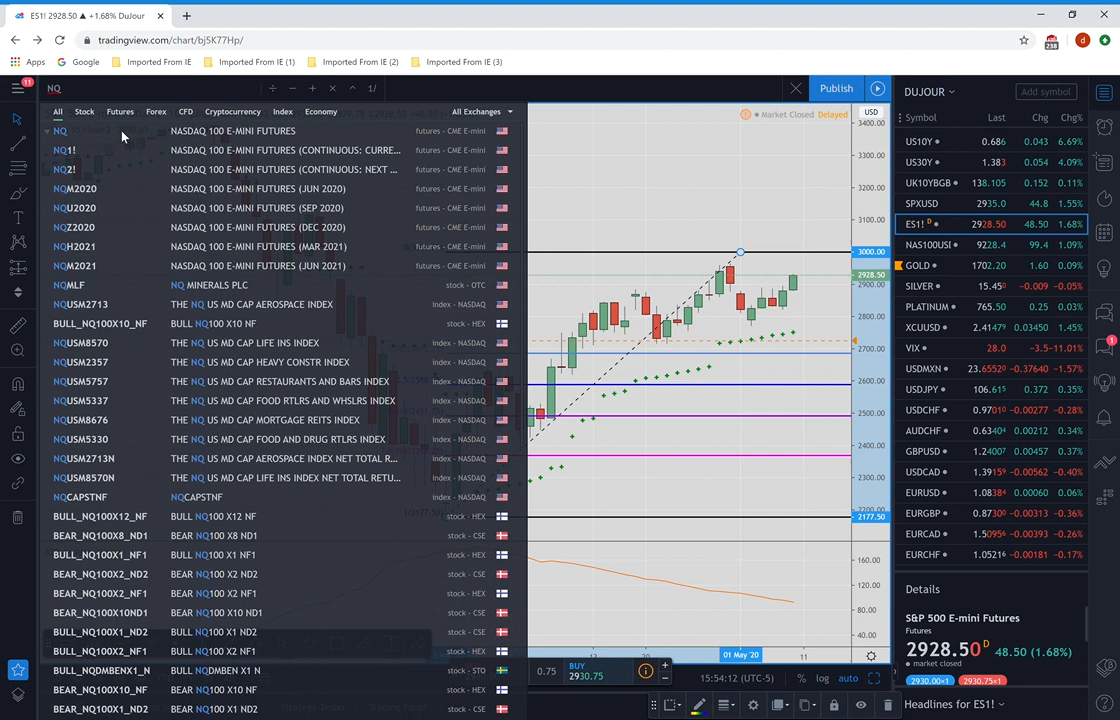 ES1! 2928.50 ▲ +1.68% DuJour
tradingview.com/chart/bj5K77Hp/
238
d
Apps Google Imported From IE Imported From IE (1) Imported From IE (2) Imported From IE (3)
11 NQ 1/ Publish DUJOUR Add symbol
All Stock Futures Forex CFD Cryptocurrency Index Economy All Exchanges
Market Closed Delayed USD
Symbol Last Chg Chg%
NQ NASDAQ 100 E-MINI FUTURES futures - CME E-mini
NQ1! NASDAQ 100 E-MINI FUTURES (CONTINUOUS: CURRE... futures - CME E-mini
NQ2! NASDAQ 100 E-MINI FUTURES (CONTINUOUS: NEXT ... futures - CME E-mini
NQM2020 NASDAQ 100 E-MINI FUTURES (JUN 2020) futures - CME E-mini
NQU2020 NASDAQ 100 E-MINI FUTURES (SEP 2020) futures - CME E-mini
NQZ2020 NASDAQ 100 E-MINI FUTURES (DEC 2020) futures - CME E-mini
NQH2021 NASDAQ 100 E-MINI FUTURES (MAR 2021) futures - CME E-mini
NQM2021 NASDAQ 100 E-MINI FUTURES (JUN 2021) futures - CME E-mini
NQMLF NQ MINERALS PLC stock - OTC
NQUSM2713 THE NQ US MD CAP AEROSPACE INDEX index - NASDAQ
BULL_NQ100X10_NF BULL NQ100 X10 NF stock - HEX
NQUSM8570 THE NQ US MD CAP LIFE INS INDEX index - NASDAQ
NQUSM2357 THE NQ US MD CAP HEAVY CONSTR INDEX index - NASDAQ
NQUSM5757 THE NQ US MD CAP RESTAURANTS AND BARS INDEX index - NASDAQ
NQUSM5337 THE NQ US MD CAP FOOD RTLRS AND WHSLRS INDEX index - NASDAQ
NQUSM8676 THE NQ US MD CAP MORTGAGE REITS INDEX index - NASDAQ
NQUSM5330 THE NQ US MD CAP FOOD AND DRUG RTLRS INDEX index - NASDAQ
NQUSM2713N THE NQ US MD CAP AEROSPACE INDEX NET TOTAL R... index - NASDAQ
NQUSM8570N THE NQ US MD CAP LIFE INS INDEX NET TOTAL RETU... index - NASDAQ
NQCAPSTNF NQCAPSTNF index - NASDAQ
BULL_NQ100X12_NF BULL NQ100 X12 NF stock - HEX
BEAR_NQ100X8_ND1 BEAR NQ100 X8 ND1 stock - CSE
BULL_NQ100X1_NF1 BULL NQ100 X1 NF1 stock - HEX
BEAR_NQ100X2_ND2 BEAR NQ100 X2 ND2 stock - CSE
BEAR_NQ100X2_NF2 BEAR NQ100 X2 NF2 stock - HEX
BEAR_NQ100X10ND1 BEAR NQ100 X10 ND1 stock - CSE
BULL_NQ100X1_ND2 BULL NQ100 X1 ND2 stock - CSE
BULL_NQ100X2_NF1 BULL NQ100 X2 NF1 stock - HEX
BULL_NQDMBENX1_N BULL NQDMBEN X1 N stock - STO
BEAR_NQ100X10_NF BEAR NQ100 X10 NF stock - HEX
BULL_NQ100X1_ND2 BULL NQ100 X1 ND2 stock - CSE
3400.00
3300.00
3200.00
3100.00
3000.00
2928.50
2900.00
2800.00
2700.00
2600.00
2500.00
2400.00
2300.00
2177.50
160.00
120.00
80.00
40.00
13 20 01 May '20 11
0.75 BUY 2930.75
15:54:12 (UTC-5) % log auto
US10Y 0.686 0.043 6.69%
US30Y 1.383 0.054 4.09%
UK10YBGB 138.105 0.152 0.11%
SPXUSD 2935.0 44.8 1.55%
ES1! D 2928.50 48.50 1.68%
NAS100USD 9228.4 99.4 1.09%
GOLD 1702.20 1.60 0.09%
SILVER 15.450 -0.009 -0.05%
PLATINUM 765.50 0.25 0.03%
XCUUSD 2.41479 0.03450 1.45%
VIX 28.0 -3.5 -11.01%
USDMXN 23.6552 -0.37640 -1.57%
USDJPY 106.615 0.372 0.35%
USDCHF 0.97010 -0.00277 -0.28%
AUDCHF 0.63404 0.00212 0.34%
GBPUSD 1.24007 0.00457 0.37%
USDCAD 1.39159 -0.00562 -0.40%
EURUSD 1.08384 0.00060 0.06%
EURGBP 0.87300 -0.00313 -0.36%
EURCAD 1.50956 -0.00393 -0.26%
EURCHF 1.05216 -0.00181 -0.17%
1
Details
S&P 500 E-mini Futures
Futures
2928.50 D 48.50 (1.68%)
market closed
2930.00×1 2930.75×1
Headlines for ES1!